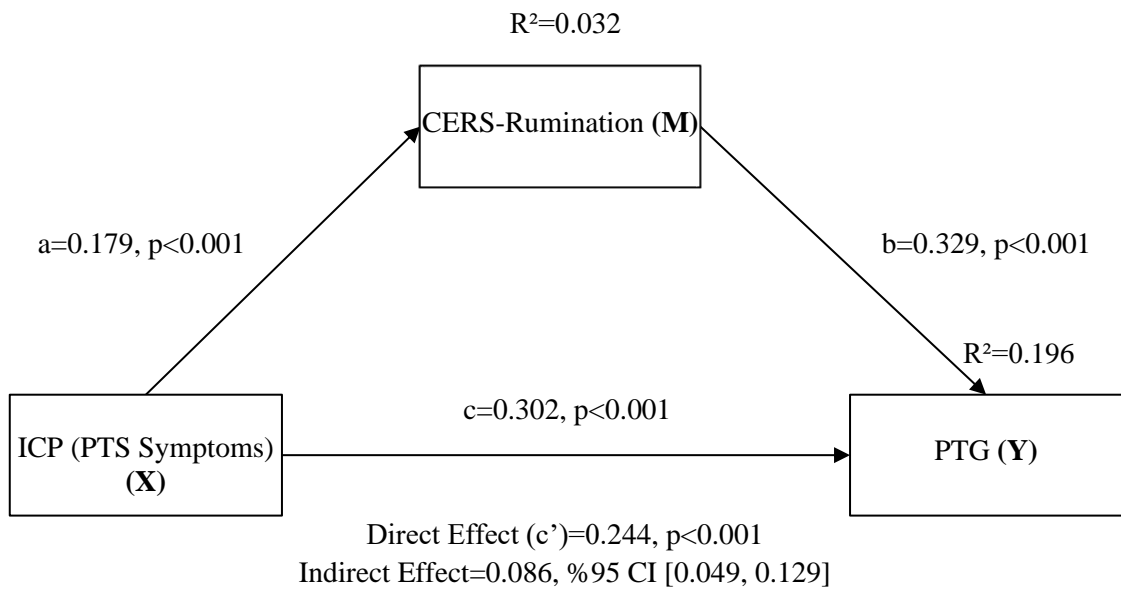 R²=0.032
CERS-Rumination (M)
a=0.179, p<0.001
b=0.329, p<0.001
R²=0.196
c=0.302, p<0.001
ICP (PTS Symptoms)
(X)
PTG (Y)
Direct Effect (c’)=0.244, p<0.001
Indirect Effect=0.086, %95 CI [0.049, 0.129]